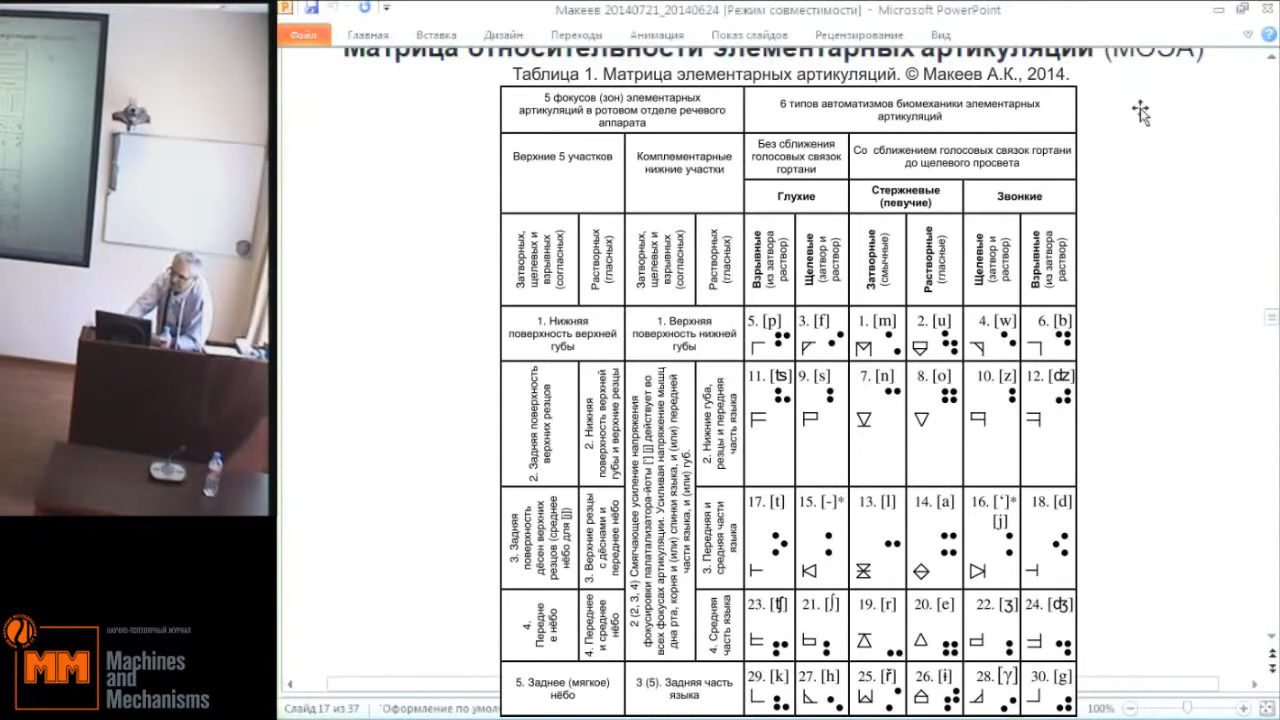 Макеев 20140721_20140624 [Режим совместимости] - Microsoft PowerPoint
Файл Главная Вставка Дизайн Переходы Анимация Показ слайдов Рецензирование Вид
Матрица относительности элементарных артикуляций (МОЭА)
Таблица 1. Матрица элементарных артикуляций. © Макеев А.К., 2014.
5 фокусов (зон) элементарных
артикуляций в ротовом отделе речевого
аппарата
6 типов автоматизмов биомеханики элементарных
артикуляций
Верхние 5 участков
Комплементарные
нижние участки
Без сближения
голосовых связок
гортани
Со сближением голосовых связок гортани
до щелевого просвета
Глухие
Стержневые
(певучие)
Звонкие
Затворных,
щелевых и
взрывных
(согласных)
Растворных
(гласных)
Затворных,
щелевых и
взрывных
(согласных)
Растворных
(гласных)
Взрывные
(из затвора
раствор)
Щелевые
(затвор и
раствор)
Затворные
(смычные)
Растворные
(гласные)
Щелевые
(затвор и
раствор)
Взрывные
(из затвора
раствор)
1. Нижняя
поверхность верхней
губы
1. Верхняя
поверхность нижней
губы
5. [p] 3. [f] 1. [m] 2. [u] 4. [w] 6. [b]
2. Задняя поверхность
верхних резцов
2. Нижняя
поверхность верхней
губы и верхние резцы
2 (2, 3, 4) Смягчающее усиление напряжения
фокусировки палатализатора-йоты ['] [j] действует во
всех фокусах артикуляции. Усиливая напряжение мышц
дна рта, корня и (или) спинки языка, и (или) передней
части языка, и (или) губ.
2. Нижние губа,
резцы и передняя
часть языка
11. [ʦ] 9. [s] 7. [n] 8. [o] 10. [z] 12. [ʣ]
3. Задняя
поверхность
дёсен верхних
резцов (среднее
нёбо для [j])
3. Верхние резцы
с дёснами и
переднее нёбо
3. Передняя и
средняя части
языка
17. [t] 15. [-]* 13. [l] 14. [a] 16. [‘]* 18. [d]
[j]
4.
Передне
е нёбо
4. Переднее
и среднее
нёбо
4. Средняя
часть языка
23. [ʧ] 21. [ʃ] 19. [r] 20. [e] 22. [ʒ] 24. [ʤ]
5. Заднее (мягкое)
нёбо
3 (5). Задняя часть
языка
29. [k] 27. [h] 25. [ř] 26. [ɨ] 28. [γ] 30. [g]
Слайд 17 из 37 "Оформление по умол
100%
НАУЧНО-ПОПУЛЯРНЫЙ ЖУРНАЛ
ММ
Machines
and
Mechanisms